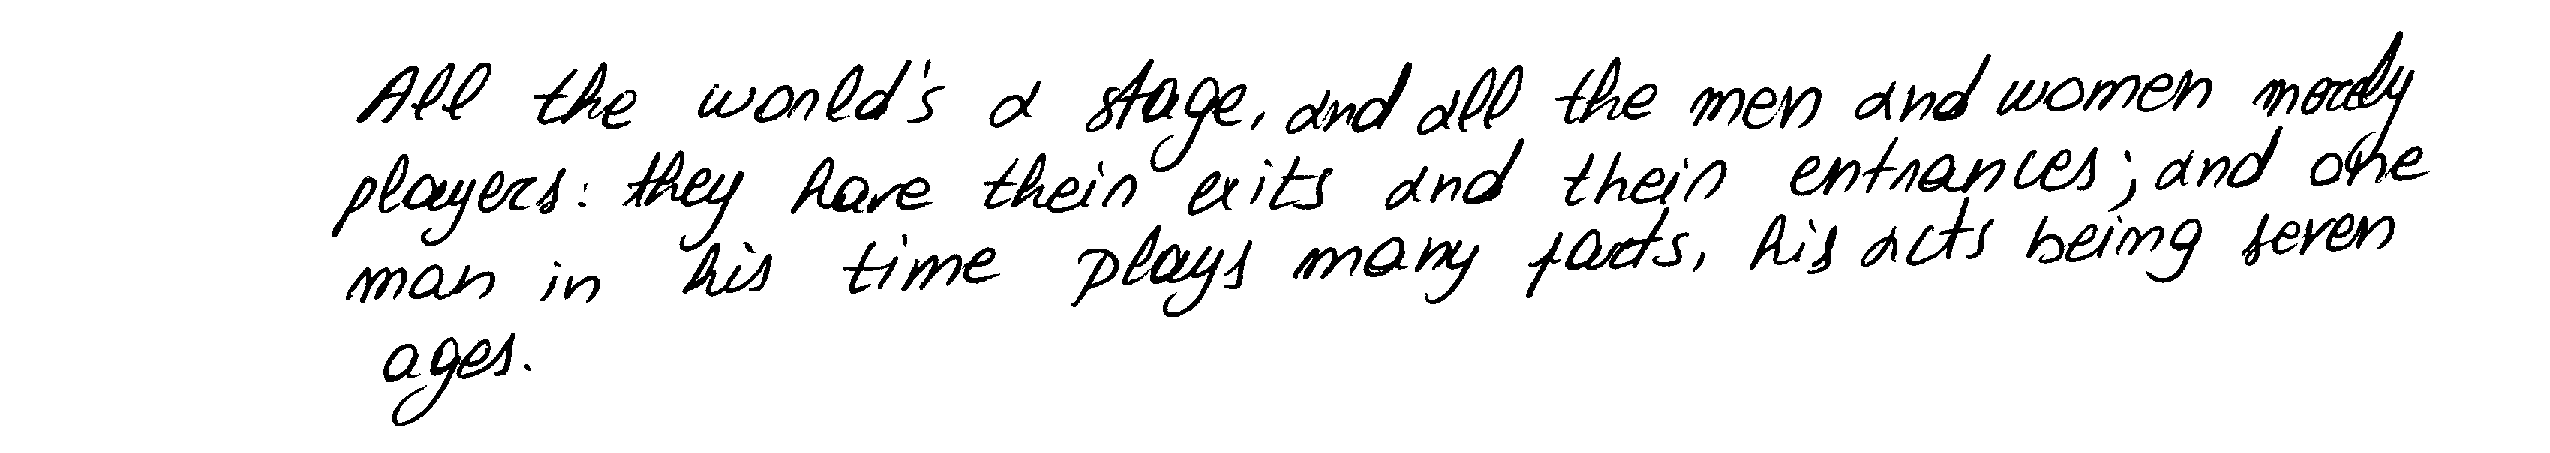 All the world's a stage, and all the men and women merely
players: they have their exits and their entrances; and one
man in his time plays many parts, his acts being seven
ages.